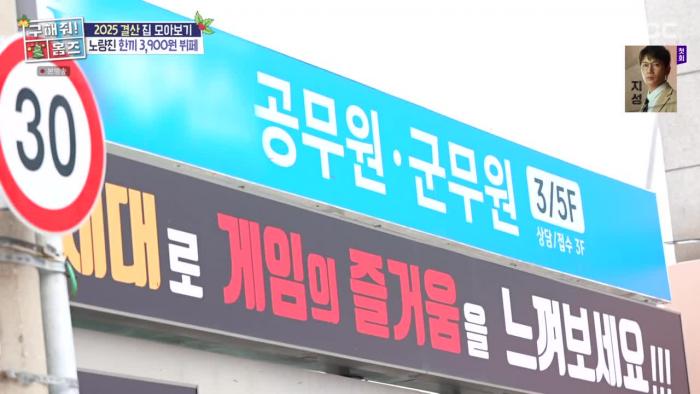 구해줘! 홈즈
2025 결산 집 모아보기
노량진 한끼 3,900원 뷔페
첫회
지성
30
공무원·군무원 3/5F
상담/접수 3F
제대로 게임의 즐거움을 느껴보세요!!!